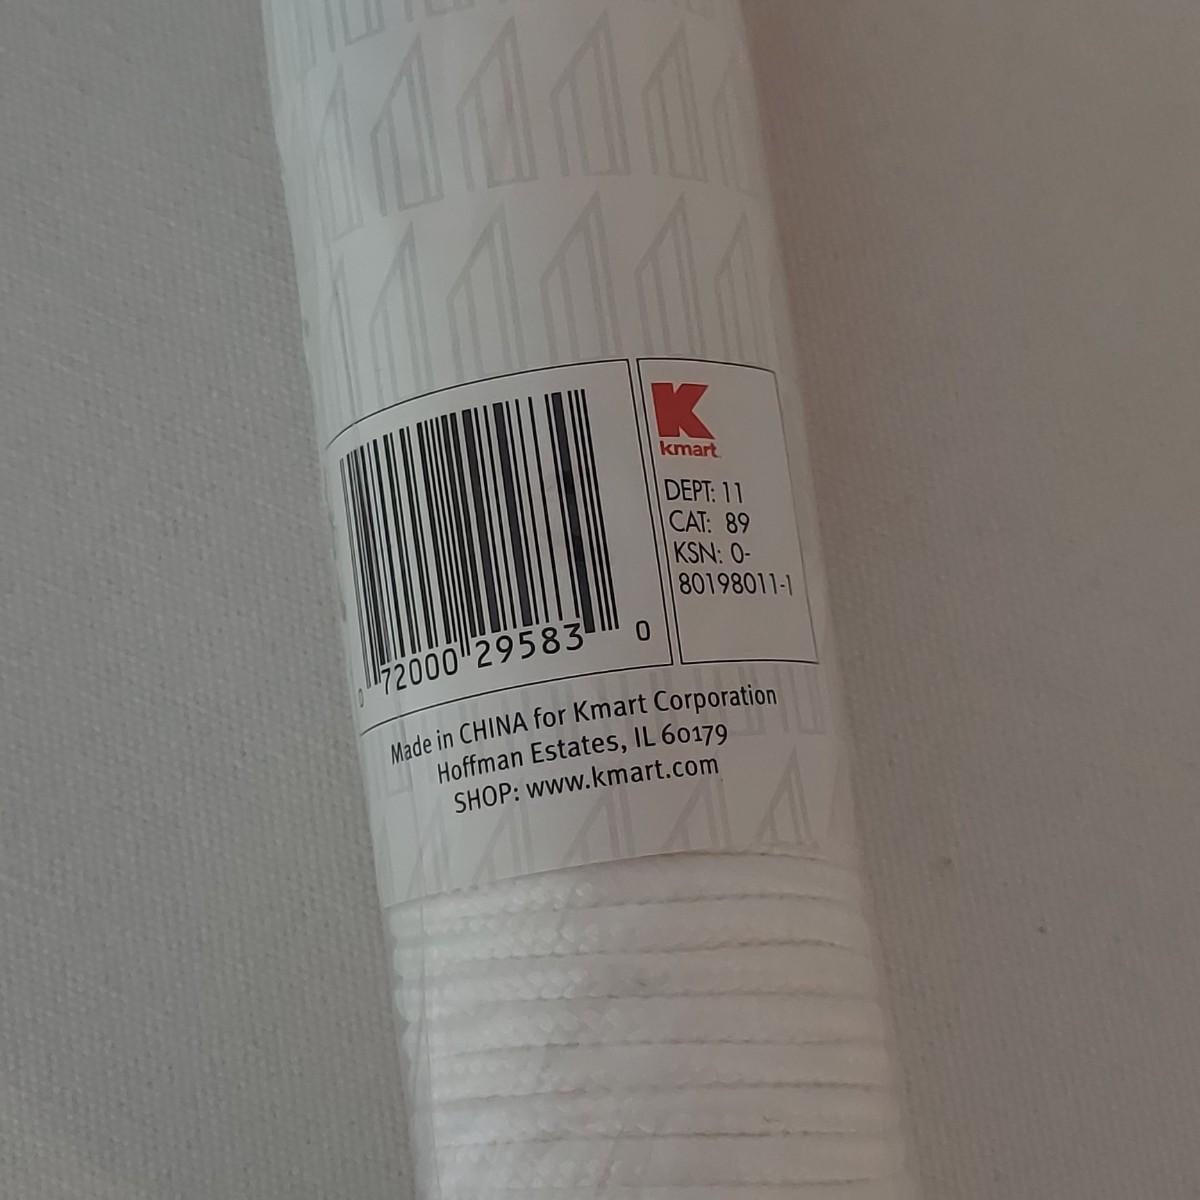 0 72000 29583 0
K
kmart
DEPT: 11
CAT: 89
KSN: 0-
80198011-1
Made in CHINA for Kmart Corporation
Hoffman Estates, IL 60179
SHOP: www.kmart.com